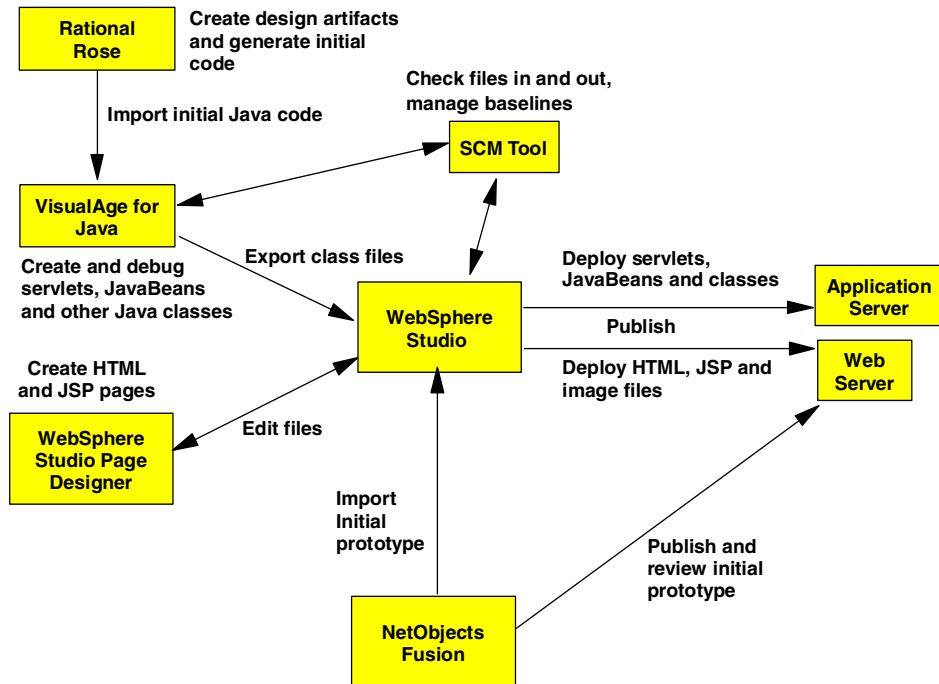 Rational
Rose
Create design artifacts
and generate initial
code
Check files in and out,
manage baselines
Import initial Java code
SCM Tool
VisualAge for
Java
Export class files
Create and debug
servlets, JavaBeans
and other Java classes
Deploy servlets,
JavaBeans and classes
Application
Server
WebSphere
Studio
Publish
Web
Server
Deploy HTML, JSP and
image files
Create HTML
and JSP pages
Edit files
WebSphere
Studio Page
Designer
Import
Initial
prototype
Publish and
review initial
prototype
NetObjects
Fusion